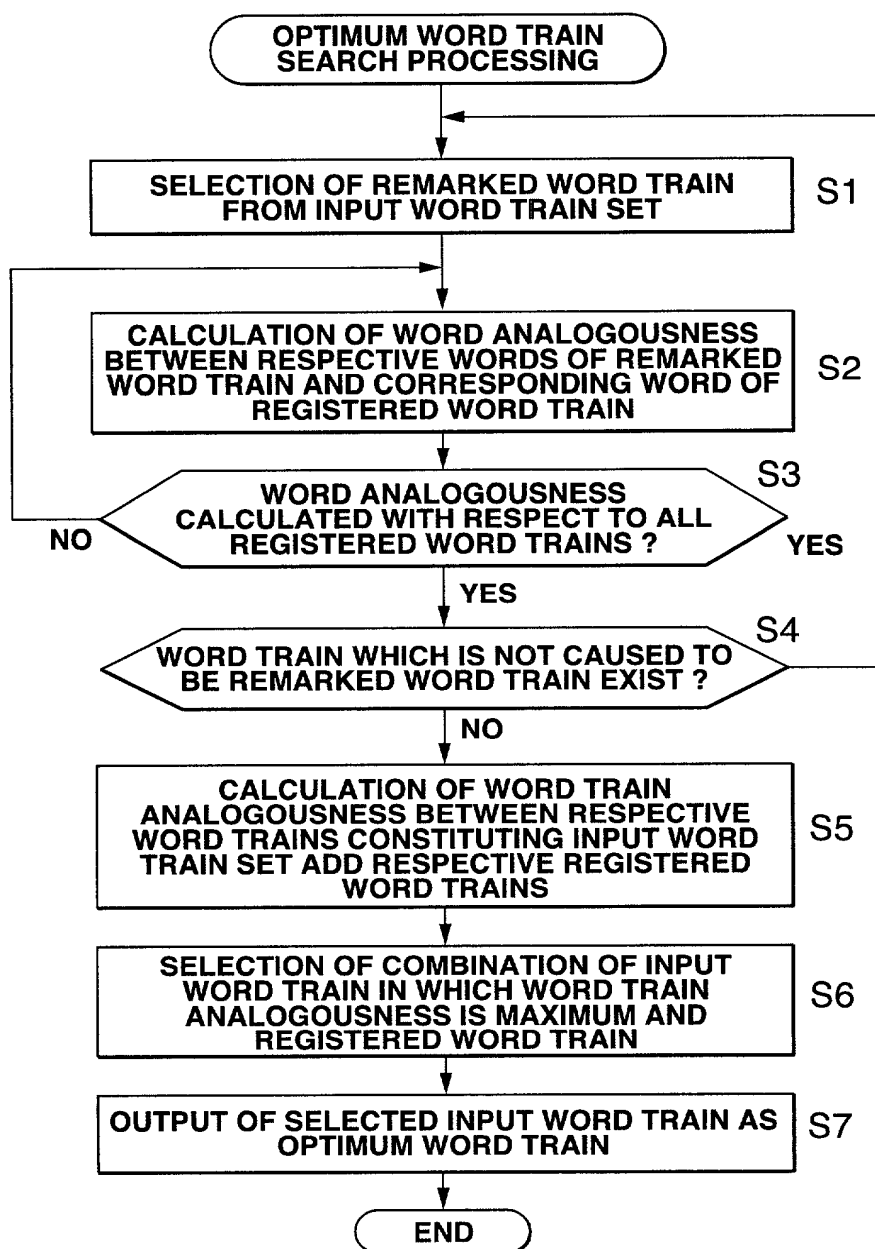 OPTIMUM WORD TRAIN
SEARCH PROCESSING
SELECTION OF REMARKED WORD TRAIN
FROM INPUT WORD TRAIN SET
S1
CALCULATION OF WORD ANALOGOUSNESS
BETWEEN RESPECTIVE WORDS OF REMARKED
WORD TRAIN AND CORRESPONDING WORD OF
REGISTERED WORD TRAIN
S2
S3
WORD ANALOGOUSNESS
CALCULATED WITH RESPECT TO ALL
REGISTERED WORD TRAINS ?
NO
YES
YES
S4
WORD TRAIN WHICH IS NOT CAUSED TO
BE REMARKED WORD TRAIN EXIST ?
NO
CALCULATION OF WORD TRAIN
ANALOGOUSNESS BETWEEN RESPECTIVE
WORD TRAINS CONSTITUTING INPUT WORD
TRAIN SET ADD RESPECTIVE REGISTERED
WORD TRAINS
S5
SELECTION OF COMBINATION OF INPUT
WORD TRAIN IN WHICH WORD TRAIN
ANALOGOUSNESS IS MAXIMUM AND
REGISTERED WORD TRAIN
S6
OUTPUT OF SELECTED INPUT WORD TRAIN AS
OPTIMUM WORD TRAIN
S7
END